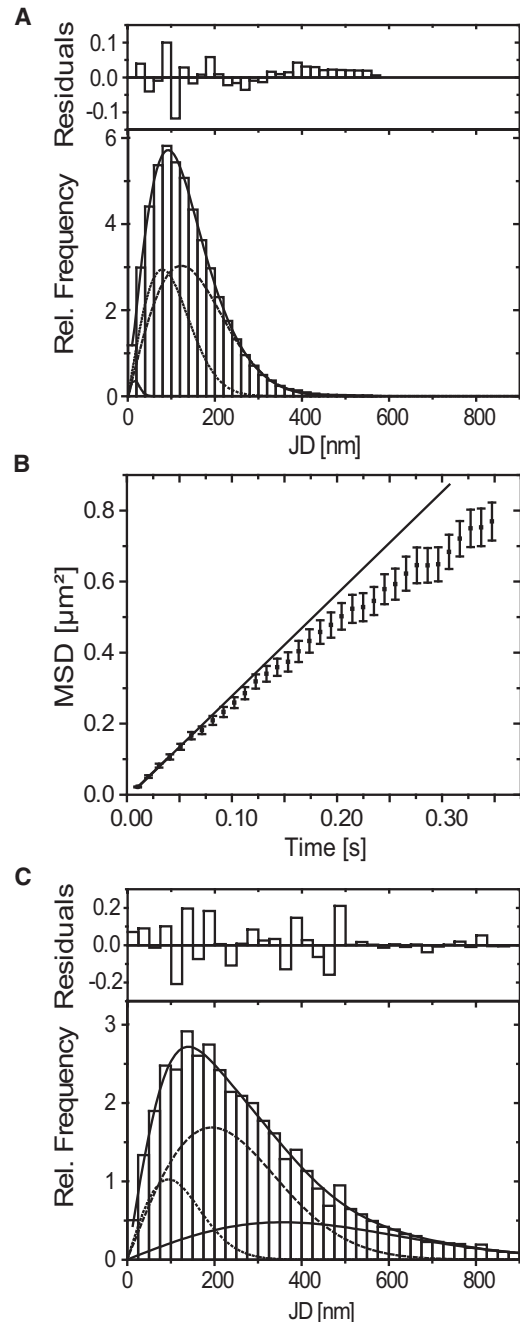 A
Residuals
0.1
0.0
-0.1
Rel. Frequency
6
4
2
0
0 200 400 600 800
JD [nm]
B
MSD [µm²]
0.8
0.6
0.4
0.2
0.0
0.00 0.10 0.20 0.30
Time [s]
C
Residuals
0.2
0.0
-0.2
Rel. Frequency
3
2
1
0
0 200 400 600 800
JD [nm]